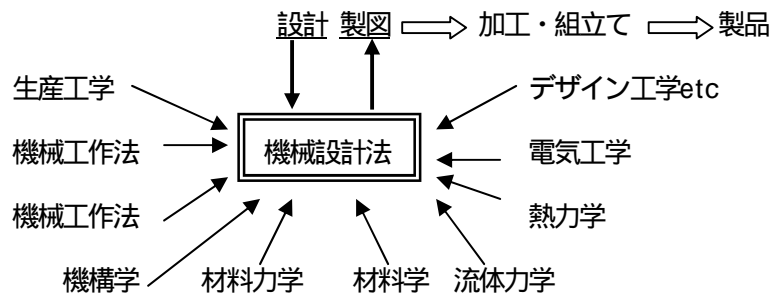 設計 製図 加工・組立て 製品
生産工学 デザイン工学etc
機械工作法 機械設計法 電気工学
機械工作法 熱力学
機構学 材料力学 材料学 流体力学